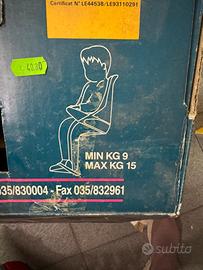 Certificat N° LE44538/LE93110291
MIN KG 9
MAX KG 15
035/830004 - Fax 035/832961
subito